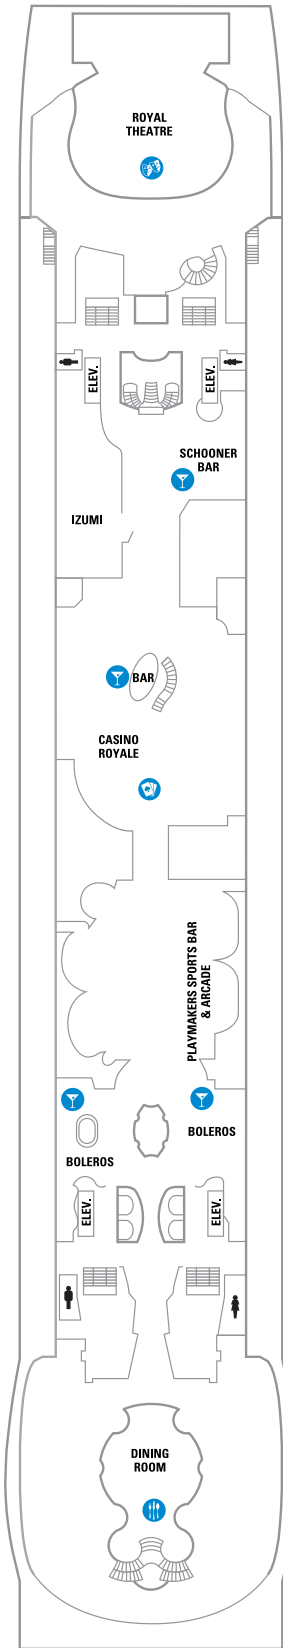 ROYAL
THEATRE
ELEV.
ELEV.
SCHOONER
BAR
IZUMI
BAR
CASINO
ROYALE
PLAYMAKERS SPORTS BAR
& ARCADE
BOLEROS
BOLEROS
ELEV.
ELEV.
DINING
ROOM